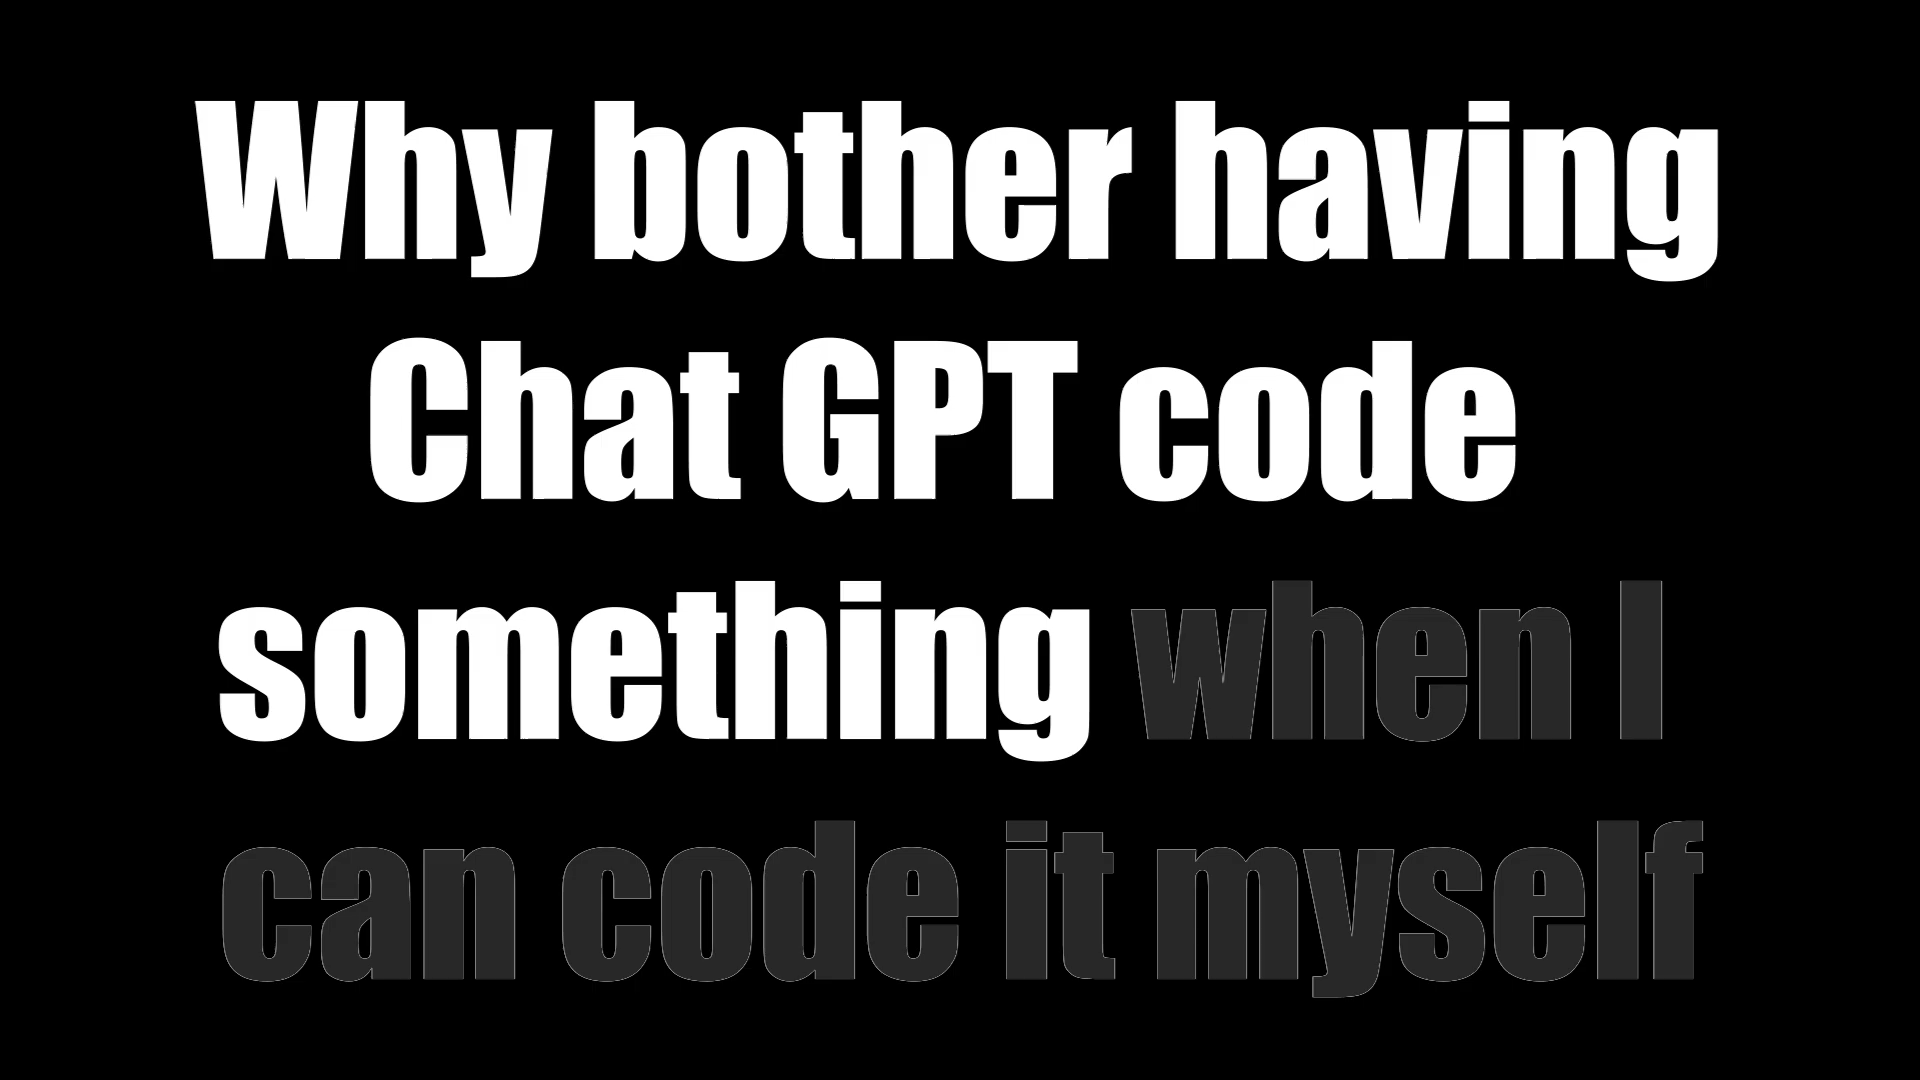 Why bother having
Chat GPT code
something when I
can code it myself